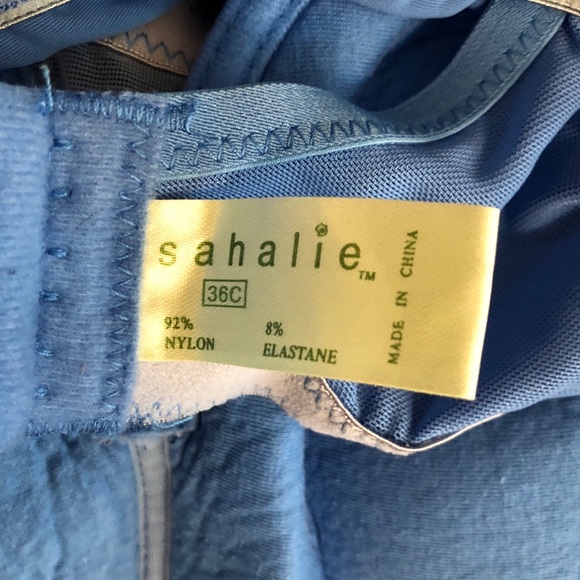 sahalie™
36C
92% 8%
NYLON ELASTANE
MADE IN CHINA